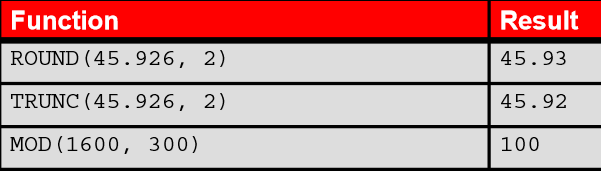 Function Result
ROUND(45.926, 2) 45.93
TRUNC(45.926, 2) 45.92
MOD(1600, 300) 100